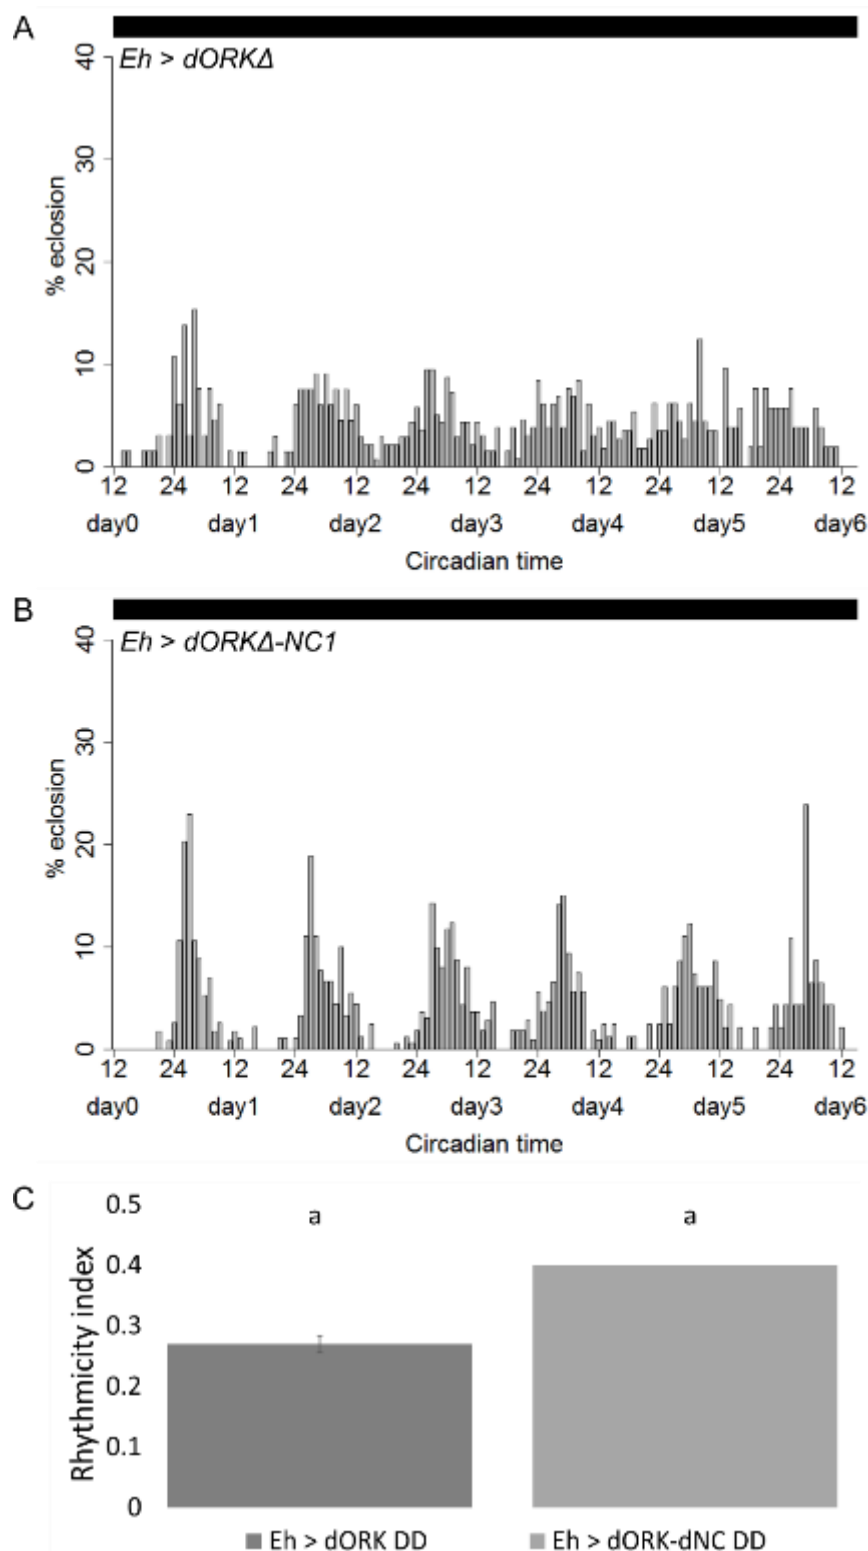 A
Eh > dORKΔ
40
30
20
10
0
% eclosion
12 24 12 24 12 24 12 24 12 24 12 24 12
day0 day1 day2 day3 day4 day5 day6
Circadian time
B
Eh > dORKΔ-NC1
40
30
20
10
0
% eclosion
12 24 12 24 12 24 12 24 12 24 12 24 12
day0 day1 day2 day3 day4 day5 day6
Circadian time
C
0.5
0.4
0.3
0.2
0.1
0
Rhythmicity index
a a
Eh > dORK DD Eh > dORK-dNC DD